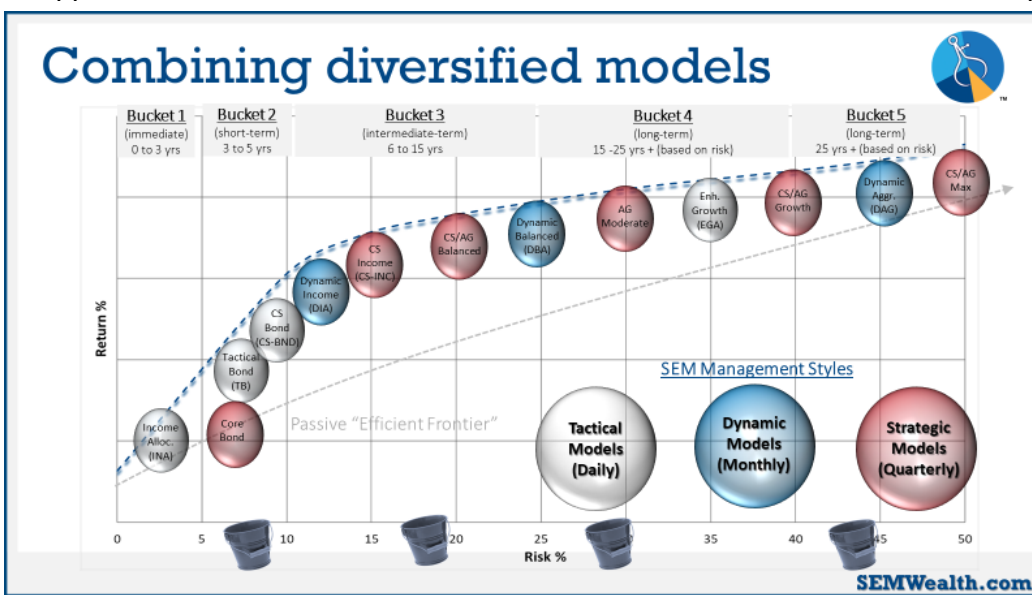 Combining diversified models
™
Bucket 1
(immediate)
0 to 3 yrs
Bucket 2
(short-term)
3 to 5 yrs
Bucket 3
(intermediate-term)
6 to 15 yrs
Bucket 4
(long-term)
15 -25 yrs + (based on risk)
Bucket 5
(long-term)
25 yrs + (based on risk)
Return %
Income
Alloc.
(INA)
Core
Bond
Tactical
Bond
(TB)
CS
Bond
(CS-BND)
Dynamic
Income
(DIA)
CS
Income
(CS-INC)
CS/AG
Balanced
Dynamic
Balanced
(DBA)
AG
Moderate
Enh.
Growth
(EGA)
CS/AG
Growth
Dynamic
Aggr.
(DAG)
CS/AG
Max
Passive "Efficient Frontier"
SEM Management Styles
Tactical
Models
(Daily)
Dynamic
Models
(Monthly)
Strategic
Models
(Quarterly)
0 5 10 15 20 25 30 35 40 45 50
Risk %
SEMWealth.com